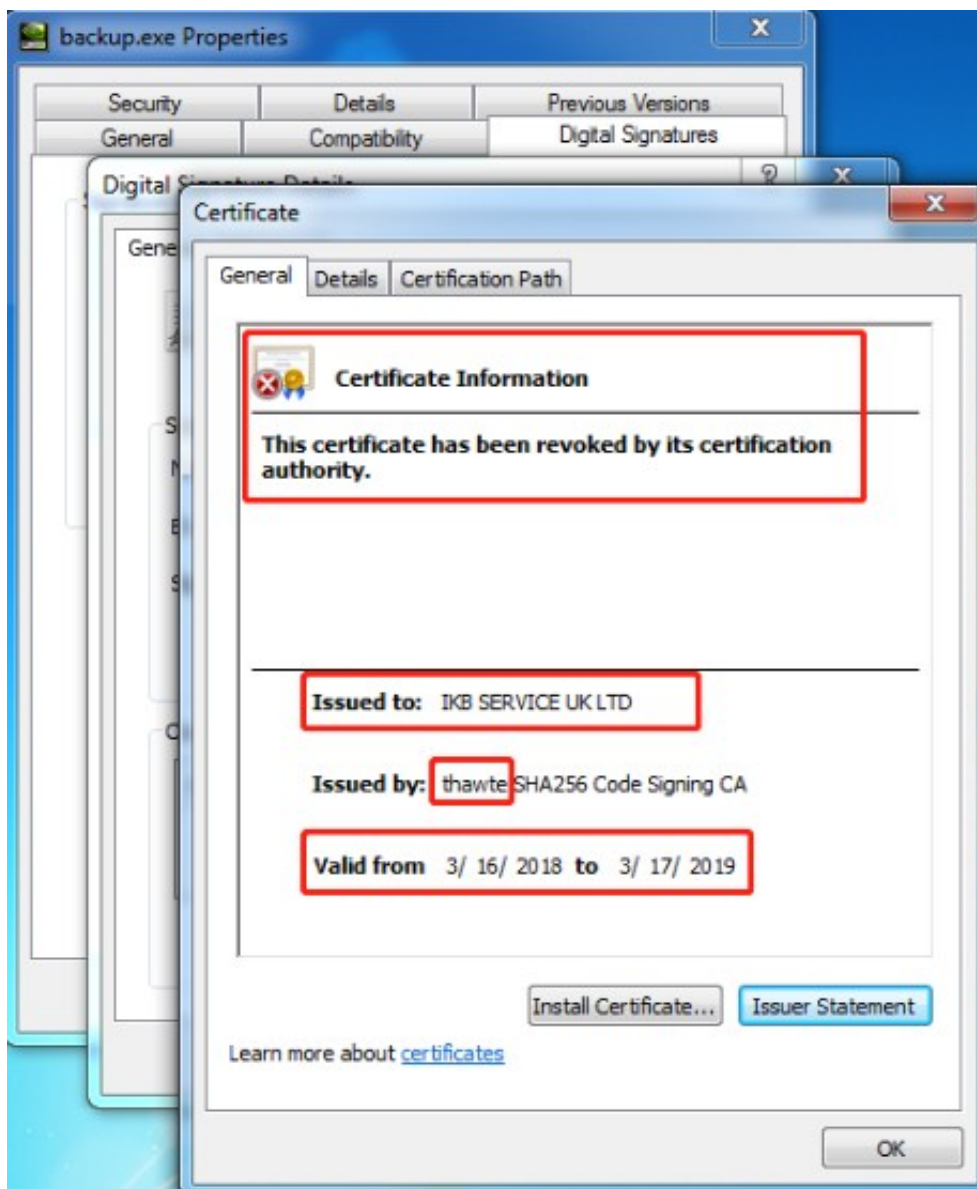 backup.exe Properties
Security Details Previous Versions
General Compatibility Digital Signatures
Digital Signature Details
Certificate
General Details Certification Path
Certificate Information
This certificate has been revoked by its certification
authority.
Issued to: IKB SERVICE UK LTD
Issued by: thawte SHA256 Code Signing CA
Valid from 3/ 16/ 2018 to 3/ 17/ 2019
Install Certificate... Issuer Statement
Learn more about certificates
OK